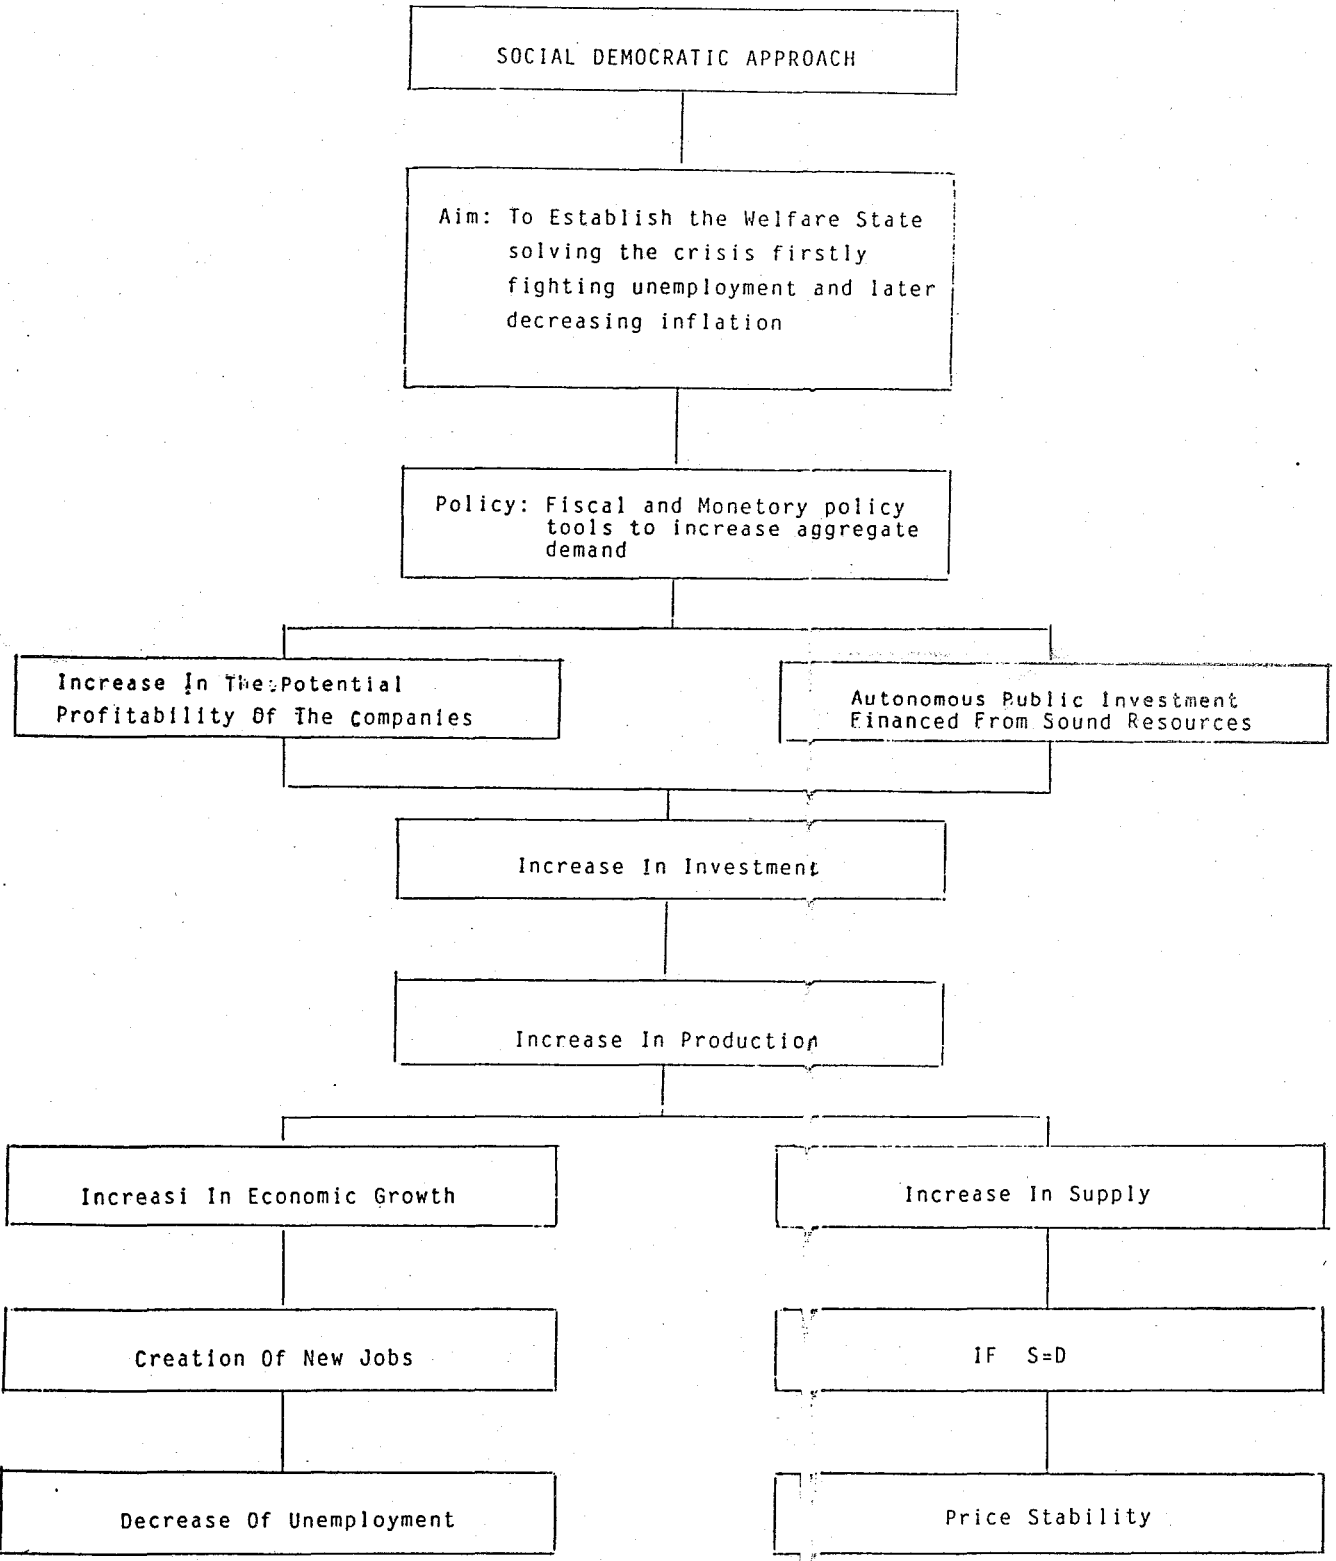 SOCIAL DEMOCRATIC APPROACH
Aim: To Establish the Welfare State
solving the crisis firstly
fighting unemployment and later
decreasing inflation
Policy: Fiscal and Monetory policy
tools to increase aggregate
demand
Increase In The Potential
Profitability Of The Companies
Autonomous Public Investment
Financed From Sound Resources
Increase In Investment
Increase In Production
Increasi In Economic Growth
Increase In Supply
Creation Of New Jobs
IF S=D
Decrease Of Unemployment
Price Stability